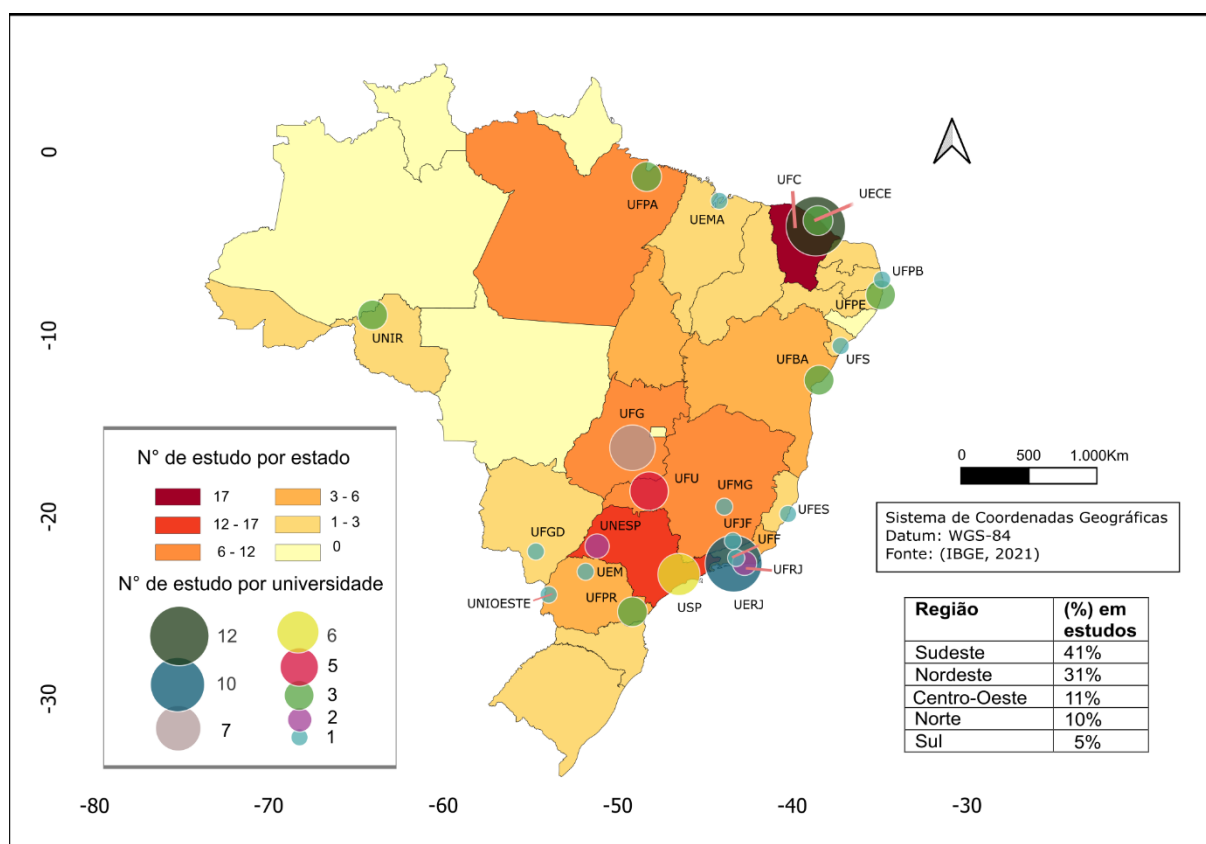 0
-10
-20
-30
-80
-70
-60
-50
-40
-30
UFC
UECE
UFPA
UEMA
UFPB
UFPE
UNIR
UFS
UFBA
UFG
UFU
UFMG
UFES
UNESP
UFJF
UFF
UFGD
UEM
UFRJ
UNIOESTE
UFPR
USP
UERJ
N° de estudo por estado
17
3 - 6
12 - 17
1 - 3
6 - 12
0
N° de estudo por universidade
12
6
5
10
3
2
7
1
0 500 1.000Km
Sistema de Coordenadas Geográficas
Datum: WGS-84
Fonte: (IBGE, 2021)
Região (%) em
estudos
Sudeste 41%
Nordeste 31%
Centro-Oeste 11%
Norte 10%
Sul 5%